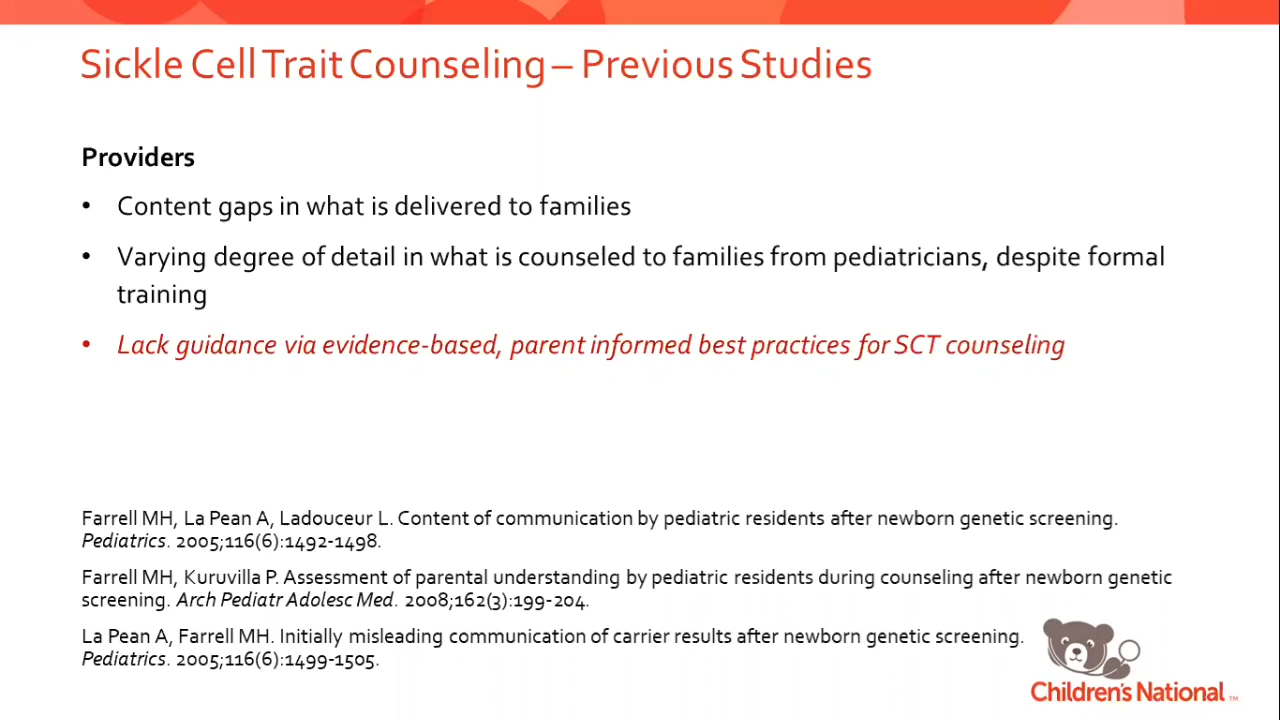 Sickle Cell Trait Counseling – Previous Studies
Providers
• Content gaps in what is delivered to families
• Varying degree of detail in what is counseled to families from pediatricians, despite formal
training
• Lack guidance via evidence-based, parent informed best practices for SCT counseling
Farrell MH, La Pean A, Ladouceur L. Content of communication by pediatric residents after newborn genetic screening.
Pediatrics. 2005;116(6):1492-1498.
Farrell MH, Kuruvilla P. Assessment of parental understanding by pediatric residents during counseling after newborn genetic
screening. Arch Pediatr Adolesc Med. 2008;162(3):199-204.
La Pean A, Farrell MH. Initially misleading communication of carrier results after newborn genetic screening.
Pediatrics. 2005;116(6):1499-1505.
Children's National ™